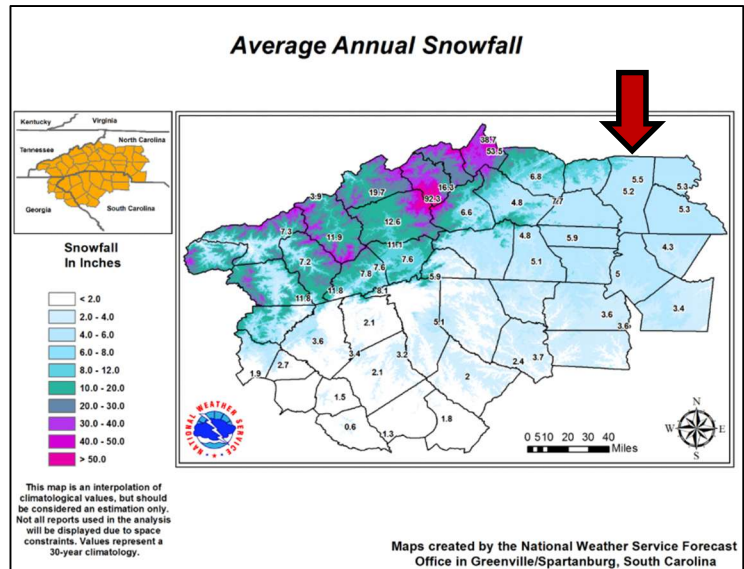 Average Annual Snowfall
Kentucky
Virginia
Tennessee
North Carolina
Georgia
South Carolina
Snowfall
In Inches
< 2.0
2.0 - 4.0
4.0 - 6.0
6.0 - 8.0
8.0 - 12.0
10.0 - 20.0
20.0 - 30.0
30.0 - 40.0
40.0 - 50.0
> 50.0
38.7
53.5
3.9
19.7
16.3
92.3
6.8
5.5
5.2
5.3
5.3
6.6
4.8
12.6
7.3
11.9
11.1
4.8
5.9
4.3
7.2
7.6
7.6
7.8
5.1
5.9
5
11.8
11.8
8.1
3.4
2.1
5.1
3.6
3.6
3.6
3.4
3.2
2.4
3.7
1.9
2.7
2.1
2
1.5
0.6
1.3
1.8
NATIONAL WEATHER SERVICE
N
W
E
S
0 5 10 20 30 40
Miles
This map is an interpolation of
climatological values, but should
be considered an estimation only.
Not all reports used in the analysis
will be displayed due to space
constraints. Values represent a
30-year climatology.
Maps created by the National Weather Service Forecast
Office in Greenville/Spartanburg, South Carolina